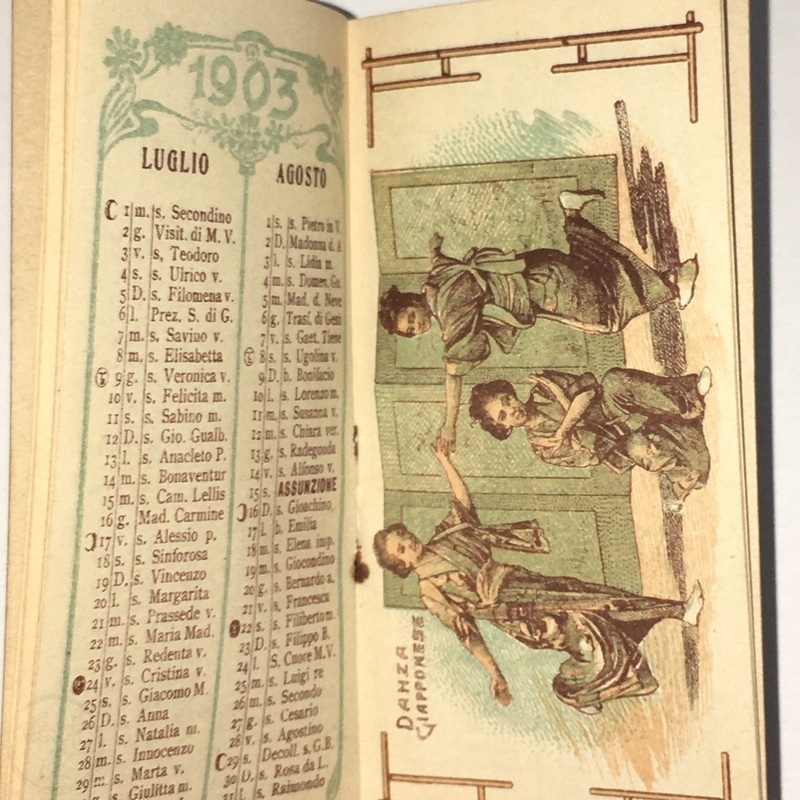 1903
LUGLIO
1 m. s. Secondino
2 g. Visit. di M. V.
3 v. s, Teodoro
4 s. s. Ulrico v.
5 D. s. Filomena v.
6 l. Prez. S. di G.
7 m. s. Savino v.
8 m. s. Elisabetta
9 g. s. Veronica v.
10 v. s. Felicita m.
11 s. s. Sabino m.
12 D. s. Gio. Gualb.
13 l. s. Anacleto P.
14 m. s. Bonaventur
15 m. s. Cam. Lellis
16 g. Mad. Carmine
17 v. s. Alessio p.
18 s. s. Sinforosa
19 D. s. Vincenzo
20 l. s. Margarita
21 m. s. Prassede v.
22 m. s. Maria Mad.
23 g. s. Redenta v.
24 v. s. Cristina v.
25 s. s. Giacomo M.
26 D. s. Anna
27 l. s. Natalia m.
28 m. s. Innocenzo
29 m. s. Marta v.
g. s. Giulitta m.
AGOSTO
1 s. s. Pietro in V.
2 D. Madonna d. A
3 l. s. Lidia m.
4 m. s. Domen. Gu
5 m. Mad. d. Neve
6 g. Trasf. di Gesù
7 v. s. Gaet. Tiene
8 s. s. Ugolina v.
9 D. b. Bonifacio
10 l. s. Lorenzo m.
11 m. s. Susanna v.
12 m. s. Chiara ver.
13 g. s. Radegonda
14 v. s. Alfonso v.
15 s. ASSUNZIONE
16 D. s. Gioachino
17 l. b. Emilia
18 m. s. Elena imp.
19 m. s. Giocondino
20 g. s. Bernardo a.
21 v. s. Francesca
22 s. s. Filiberto m.
23 D. s. Filippo B.
24 l. S. Cuore M.V.
25 m. s. Luigi re
26 m. s. Secondo
27 g. s. Cesario
28 v. s. Agostino
29 s. Decoll. s. G.B.
30 D. s. Rosa da L.
31 l. s. Raimondo
DANZA
GIAPPONESE